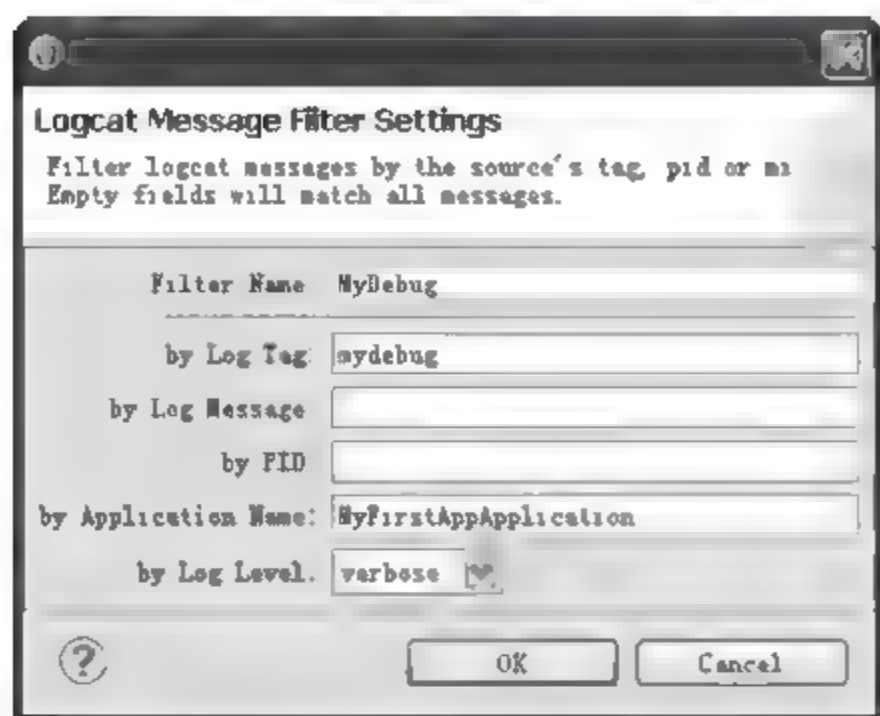 Logcat Message Filter Settings
Filter logcat messages by the source's tag, pid or mi
Empty fields will match all messages.
Filter Name MyDebug
by Log Tag: mydebug
by Log Message
by PID
by Application Name: MyFirstAppApplication
by Log Level. verbose
?
OK Cancel